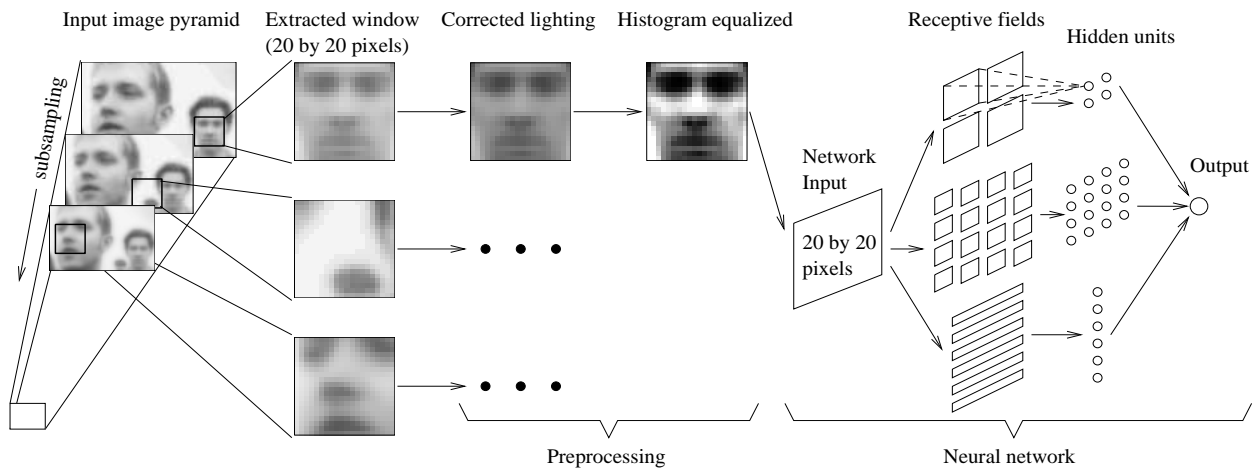 Input image pyramid
Extracted window
(20 by 20 pixels)
Corrected lighting
Histogram equalized
Receptive fields
Hidden units
subsampling
Network
Input
Output
20 by 20
pixels
Preprocessing
Neural network